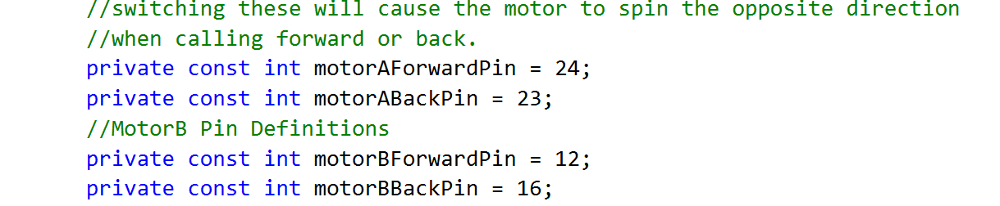 //switching these will cause the motor to spin the opposite direction
//when calling forward or back.
private const int motorAForwardPin = 24;
private const int motorABackPin = 23;
//MotorB Pin Definitions
private const int motorBForwardPin = 12;
private const int motorBBackPin = 16;